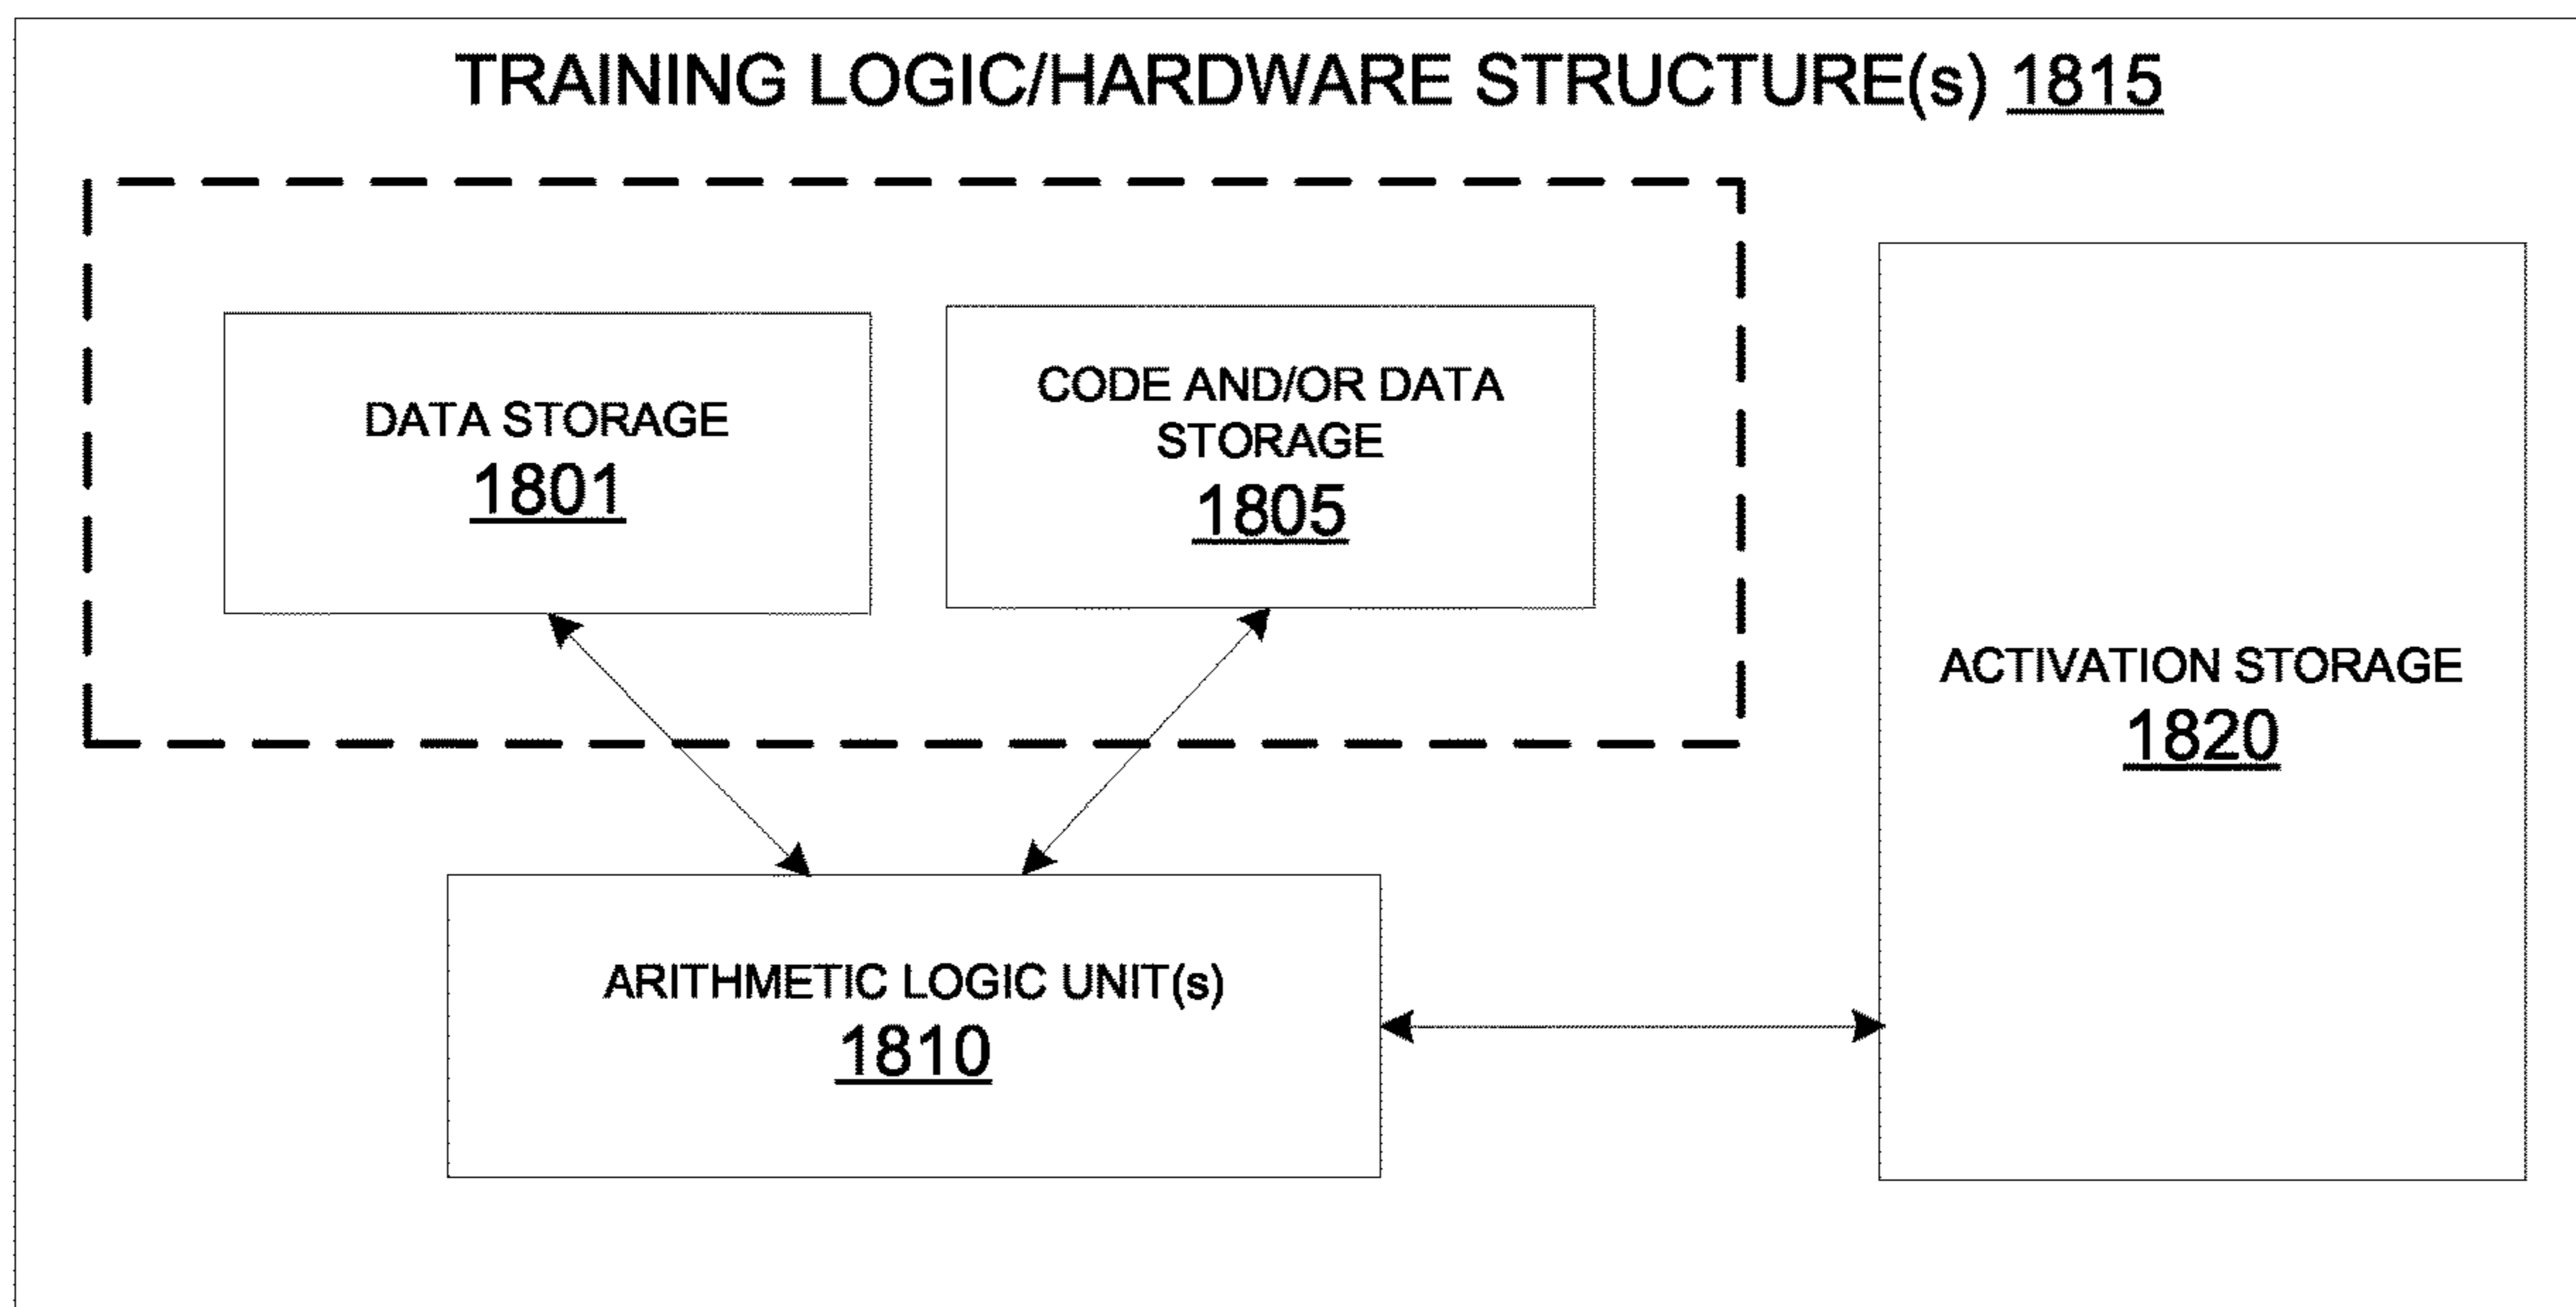 TRAINING LOGIC/HARDWARE STRUCTURE(s) 1815
DATA STORAGE
1801
CODE AND/OR DATA
STORAGE
1805
ACTIVATION STORAGE
1820
ARITHMETIC LOGIC UNIT(s)
1810